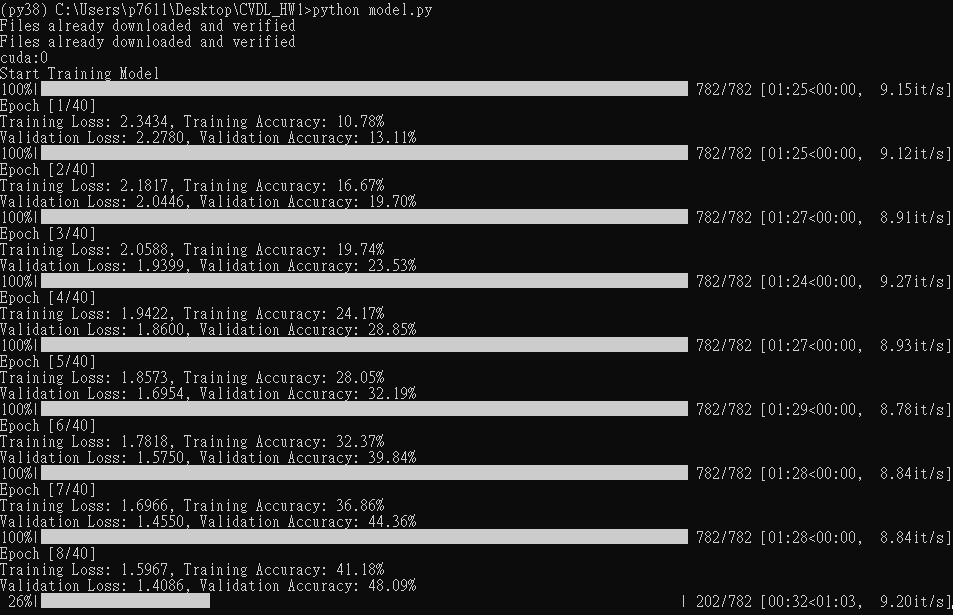 (py38) C:\Users\p7611\Desktop\CVDL_HW1>python model.py
Files already downloaded and verified
Files already downloaded and verified
cuda:0
Start Training Model
100%| 782/782 [01:25<00:00,  9.15it/s]
Epoch [1/40]
Training Loss: 2.3434, Training Accuracy: 10.78%
Validation Loss: 2.2780, Validation Accuracy: 13.11%
100%| 782/782 [01:25<00:00,  9.12it/s]
Epoch [2/40]
Training Loss: 2.1817, Training Accuracy: 16.67%
Validation Loss: 2.0446, Validation Accuracy: 19.70%
100%| 782/782 [01:27<00:00,  8.91it/s]
Epoch [3/40]
Training Loss: 2.0588, Training Accuracy: 19.74%
Validation Loss: 1.9399, Validation Accuracy: 23.53%
100%| 782/782 [01:24<00:00,  9.27it/s]
Epoch [4/40]
Training Loss: 1.9422, Training Accuracy: 24.17%
Validation Loss: 1.8600, Validation Accuracy: 28.85%
100%| 782/782 [01:27<00:00,  8.93it/s]
Epoch [5/40]
Training Loss: 1.8573, Training Accuracy: 28.05%
Validation Loss: 1.6954, Validation Accuracy: 32.19%
100%| 782/782 [01:29<00:00,  8.78it/s]
Epoch [6/40]
Training Loss: 1.7818, Training Accuracy: 32.37%
Validation Loss: 1.5750, Validation Accuracy: 39.84%
100%| 782/782 [01:28<00:00,  8.84it/s]
Epoch [7/40]
Training Loss: 1.6966, Training Accuracy: 36.86%
Validation Loss: 1.4550, Validation Accuracy: 44.36%
100%| 782/782 [01:28<00:00,  8.84it/s]
Epoch [8/40]
Training Loss: 1.5967, Training Accuracy: 41.18%
Validation Loss: 1.4086, Validation Accuracy: 48.09%
26%| | 202/782 [00:32<01:03,  9.20it/s]